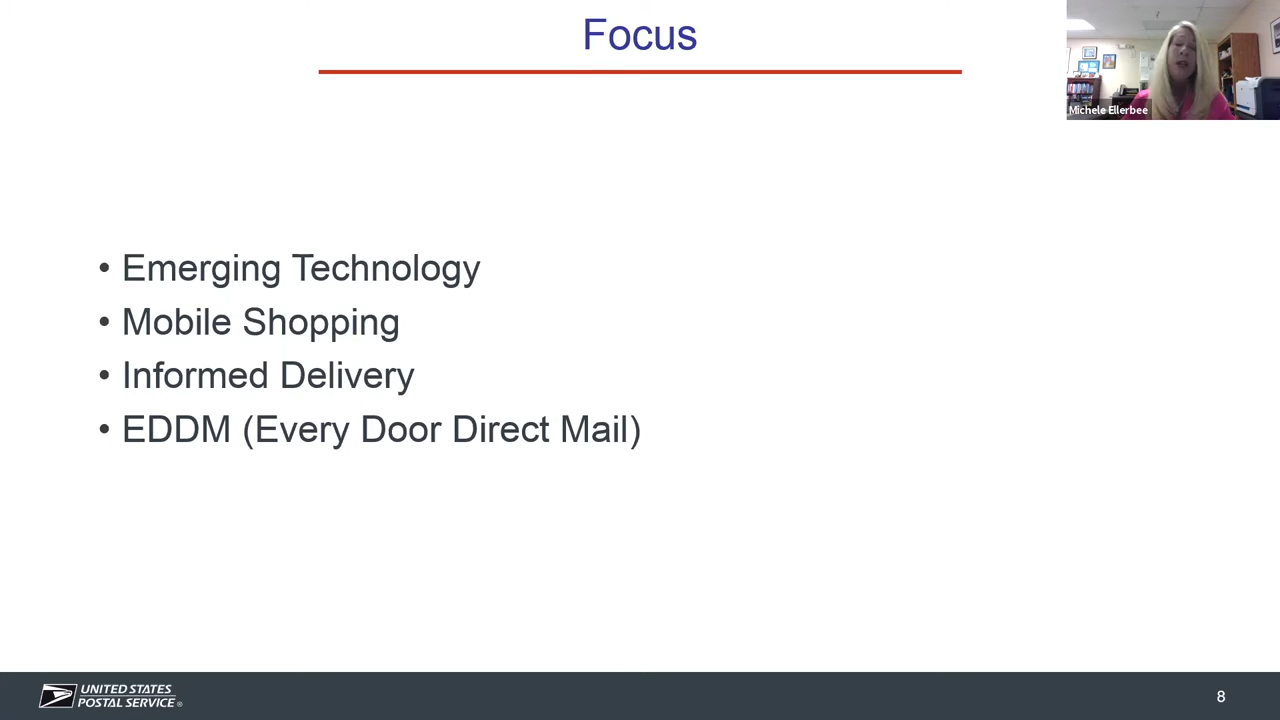 Focus
Michele Ellerbee
• Emerging Technology
• Mobile Shopping
• Informed Delivery
• EDDM (Every Door Direct Mail)
UNITED STATES
POSTAL SERVICE®
8